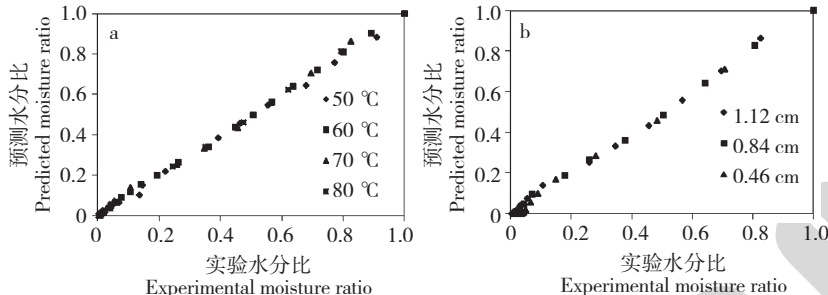 a
1.0
0.8
0.6
0.4
0.2
0
0 0.2 0.4 0.6 0.8 1.0
预测水分比
Predicted moisture ratio
50 ℃
60 ℃
70 ℃
80 ℃
实验水分比
Experimental moisture ratio
b
1.0
0.8
0.6
0.4
0.2
0
0 0.2 0.4 0.6 0.8 1.0
预测水分比
Predicted moisture ratio
1.12 cm
0.84 cm
0.46 cm
实验水分比
Experimental moisture ratio